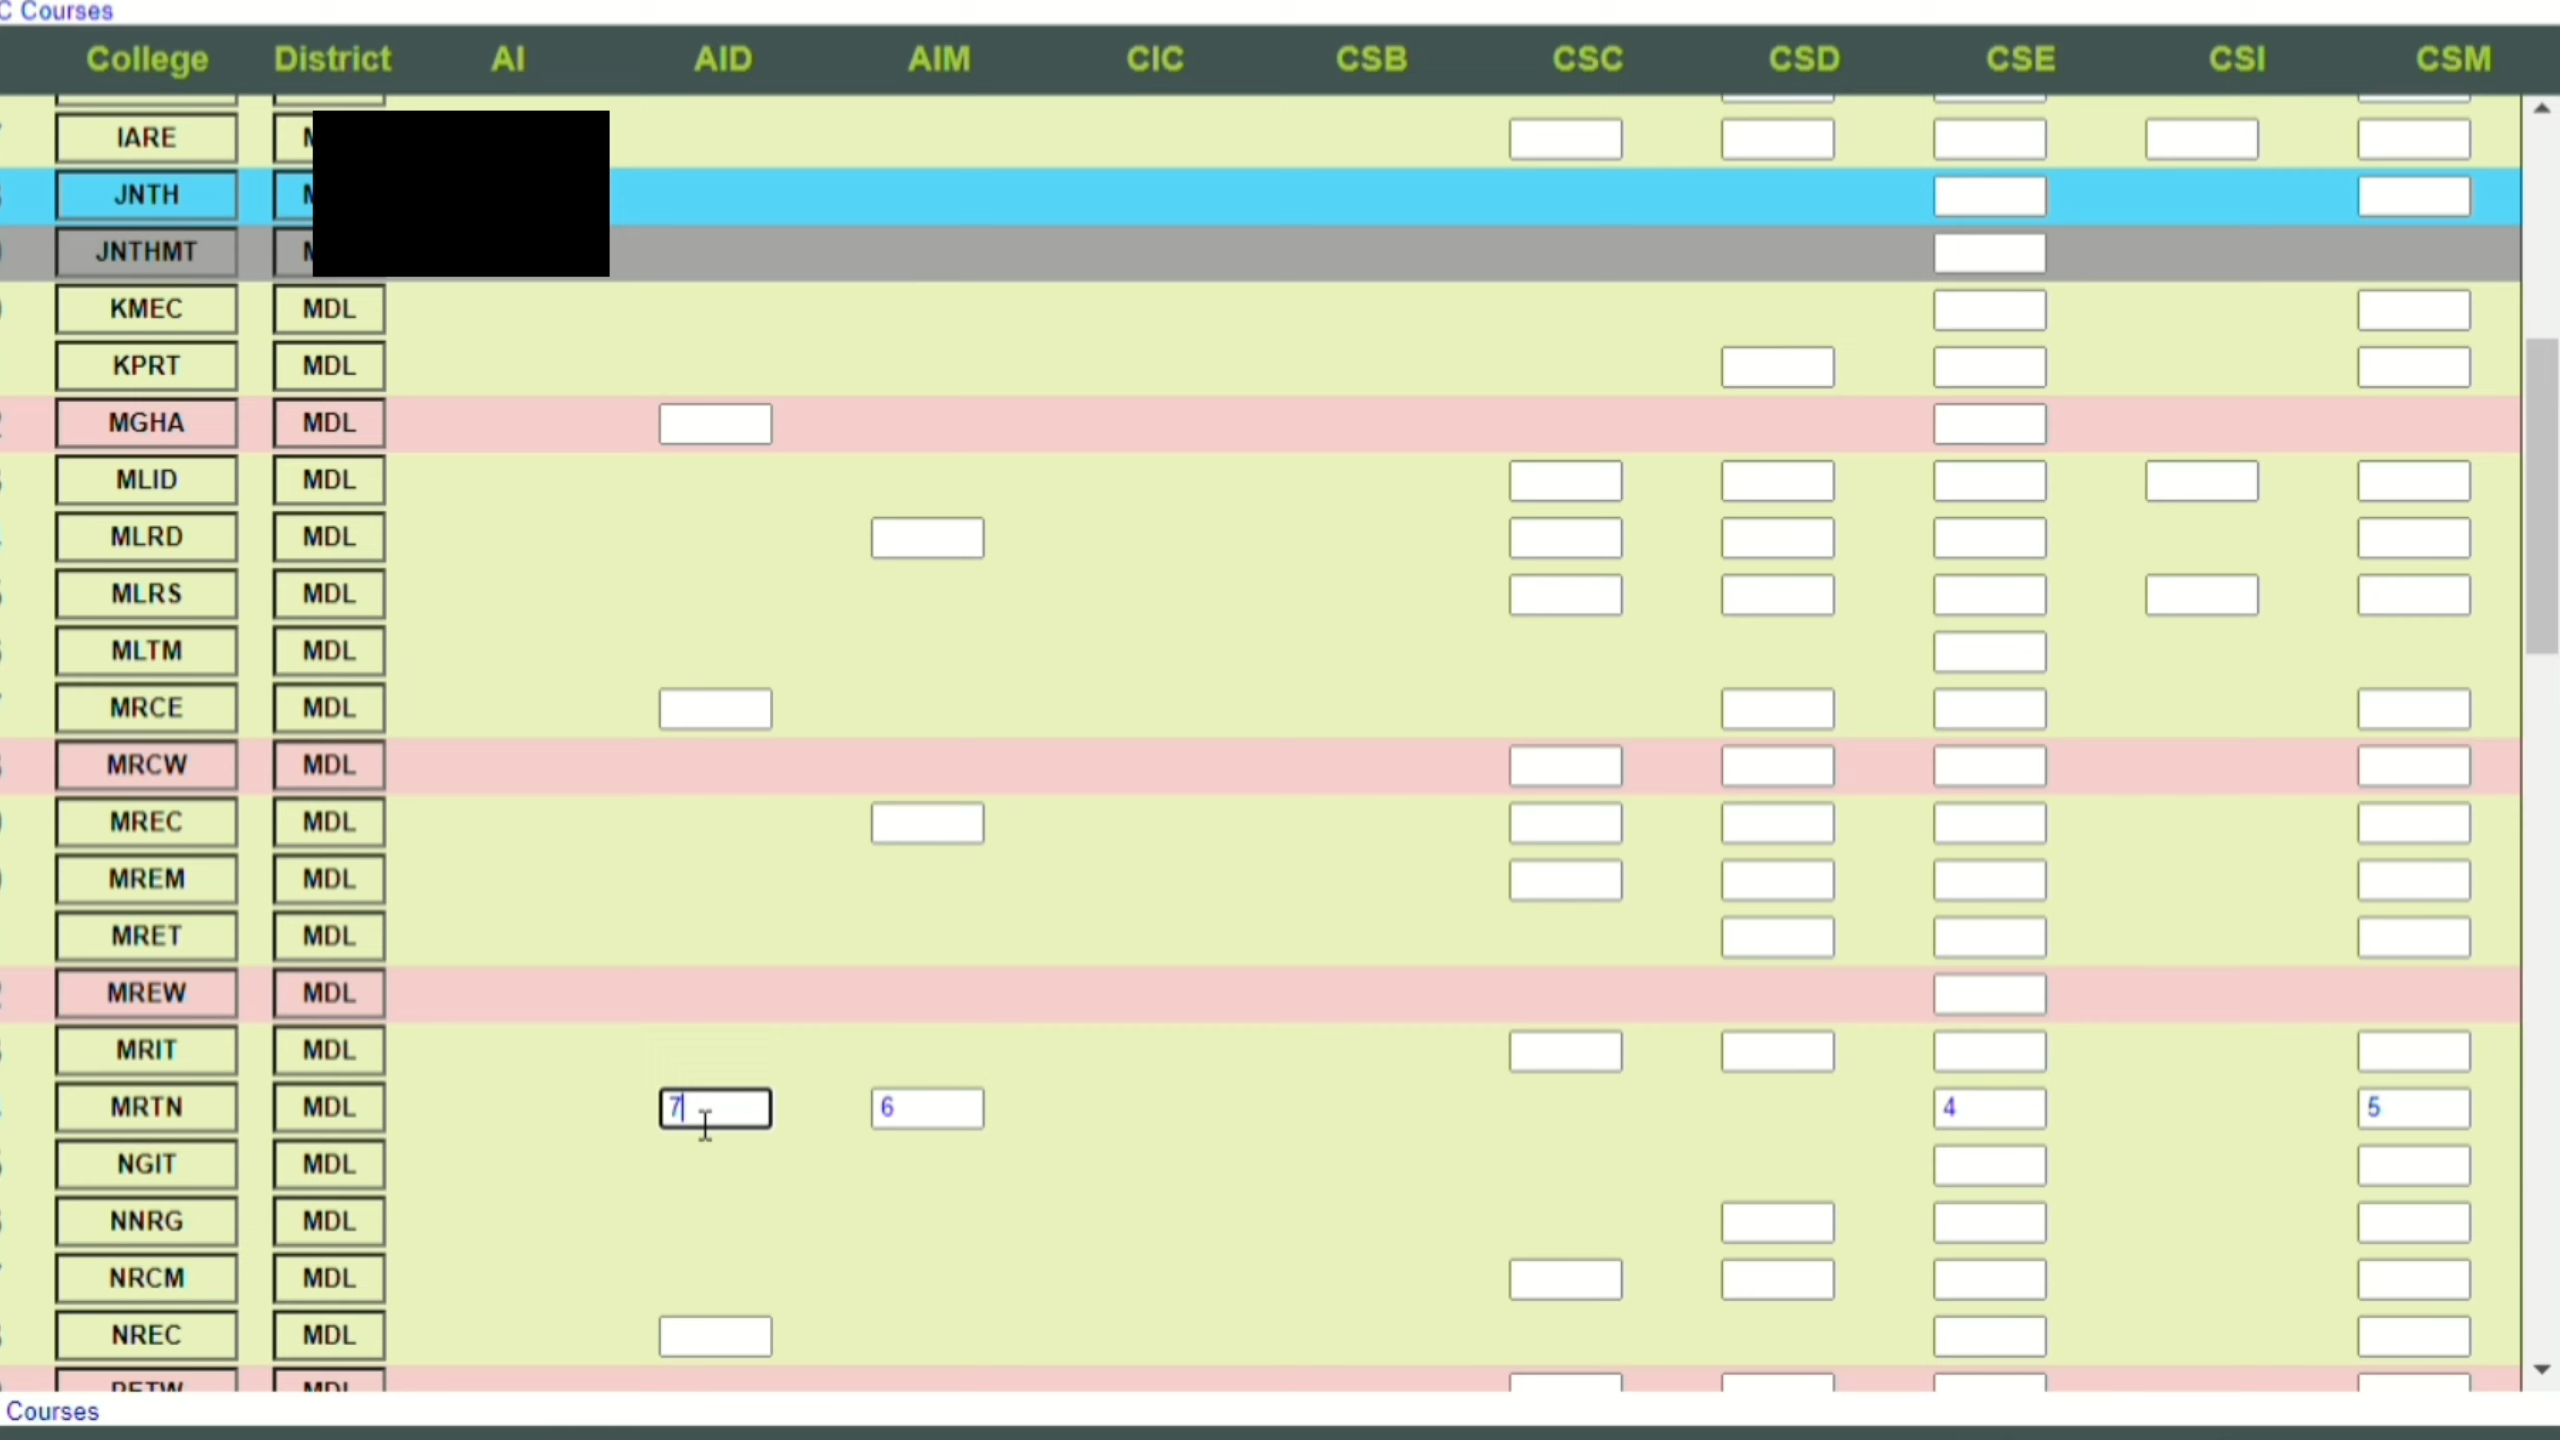 C Courses
College District AI AID AIM CIC CSB CSC CSD CSE CSI CSM
IARE
JNTH
JNTHMT
KMEC MDL
KPRT MDL
MGHA MDL
MLID MDL
MLRD MDL
MLRS MDL
MLTM MDL
MRCE MDL
MRCW MDL
MREC MDL
MREM MDL
MRET MDL
MREW MDL
MRIT MDL
MRTN MDL 7 6 4 5
NGIT MDL
NNRG MDL
NRCM MDL
NREC MDL
MDL
Courses